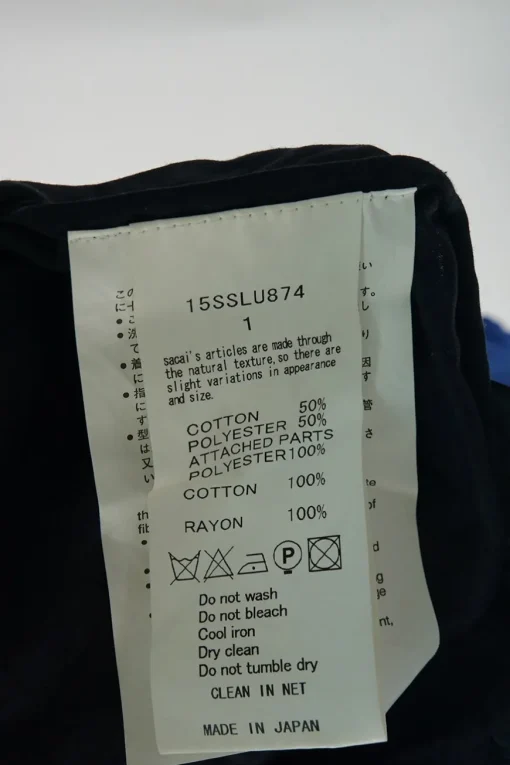 15SSLU874
1
sacai's articles are made through
the natural texture, so there are
slight variations in appearance
and size.
COTTON 50%
POLYESTER 50%
ATTACHED PARTS
POLYESTER 100%
COTTON 100%
RAYON 100%
P
Do not wash
Do not bleach
Cool iron
Dry clean
Do not tumble dry
CLEAN IN NET
MADE IN JAPAN